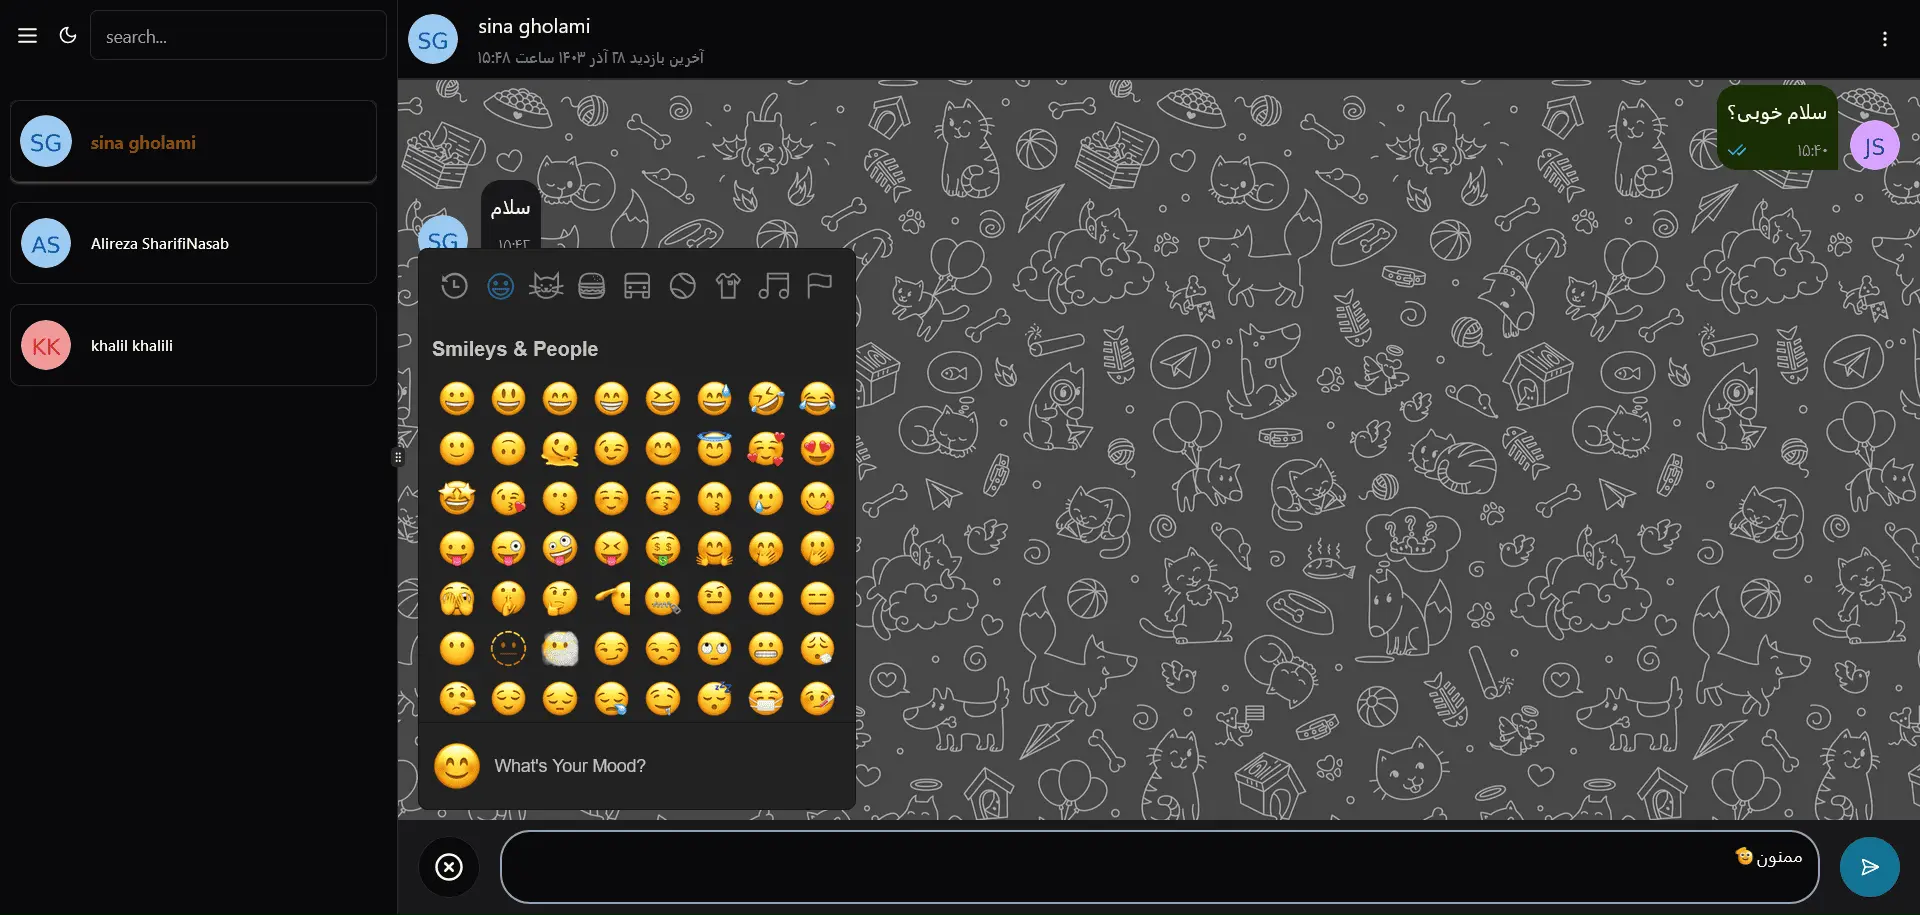 search...
SG
sina gholami
AS
Alireza SharifiNasab
KK
khalil khalili
SG
sina gholami
آخرین بازدید ۲۸ آذر ۱۴۰۳ ساعت ۱۵:۴۸
سلام خوبی؟
۱۵:۴۰
JS
سلام
۱۵:۴۲
SG
Smileys & People
What's Your Mood?
ممنون🫡